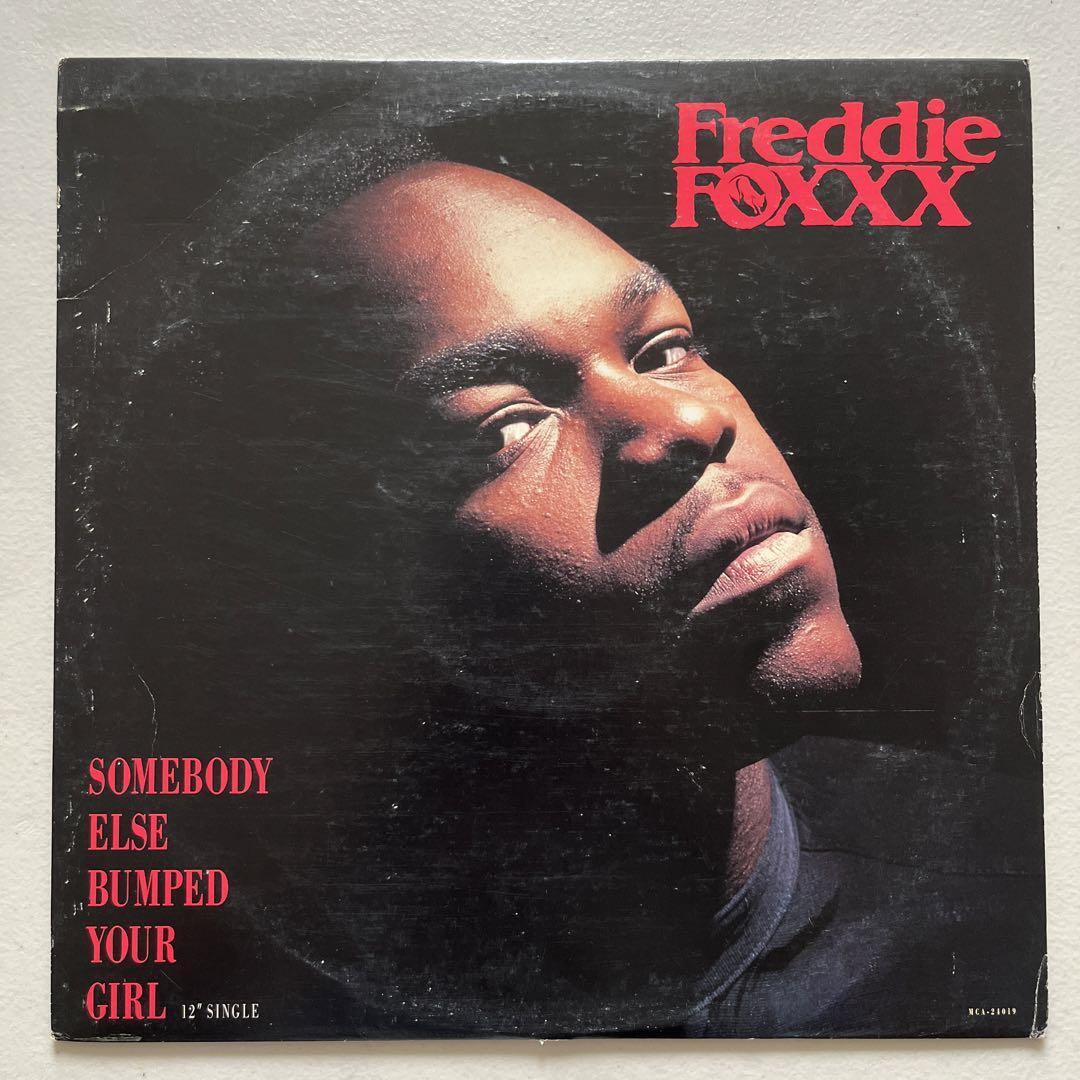 Freddie
FOXXX
SOMEBODY
ELSE
BUMPED
YOUR
GIRL 12" SINGLE
MCA-24019